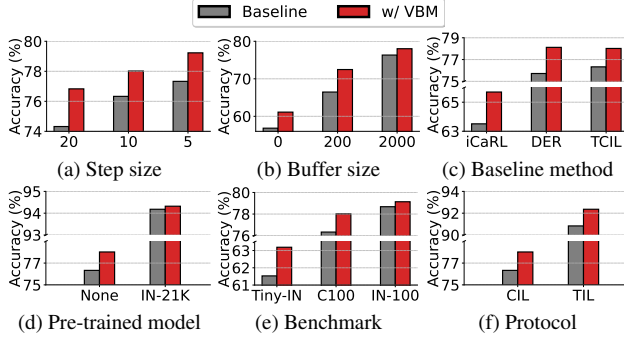 Baseline w/ VBM
Accuracy (%)
80
78
76
74
20 10 5
(a) Step size
Accuracy (%)
80
70
60
0 200 2000
(b) Buffer size
Accuracy (%)
79
77
75
65
63
iCaRL DER TCIL
(c) Baseline method
Accuracy (%)
95
94
93
77
75
None IN-21K
(d) Pre-trained model
Accuracy (%)
80
78
76
63
62
61
Tiny-IN C100 IN-100
(e) Benchmark
Accuracy (%)
94
92
90
77
75
CIL TIL
(f) Protocol